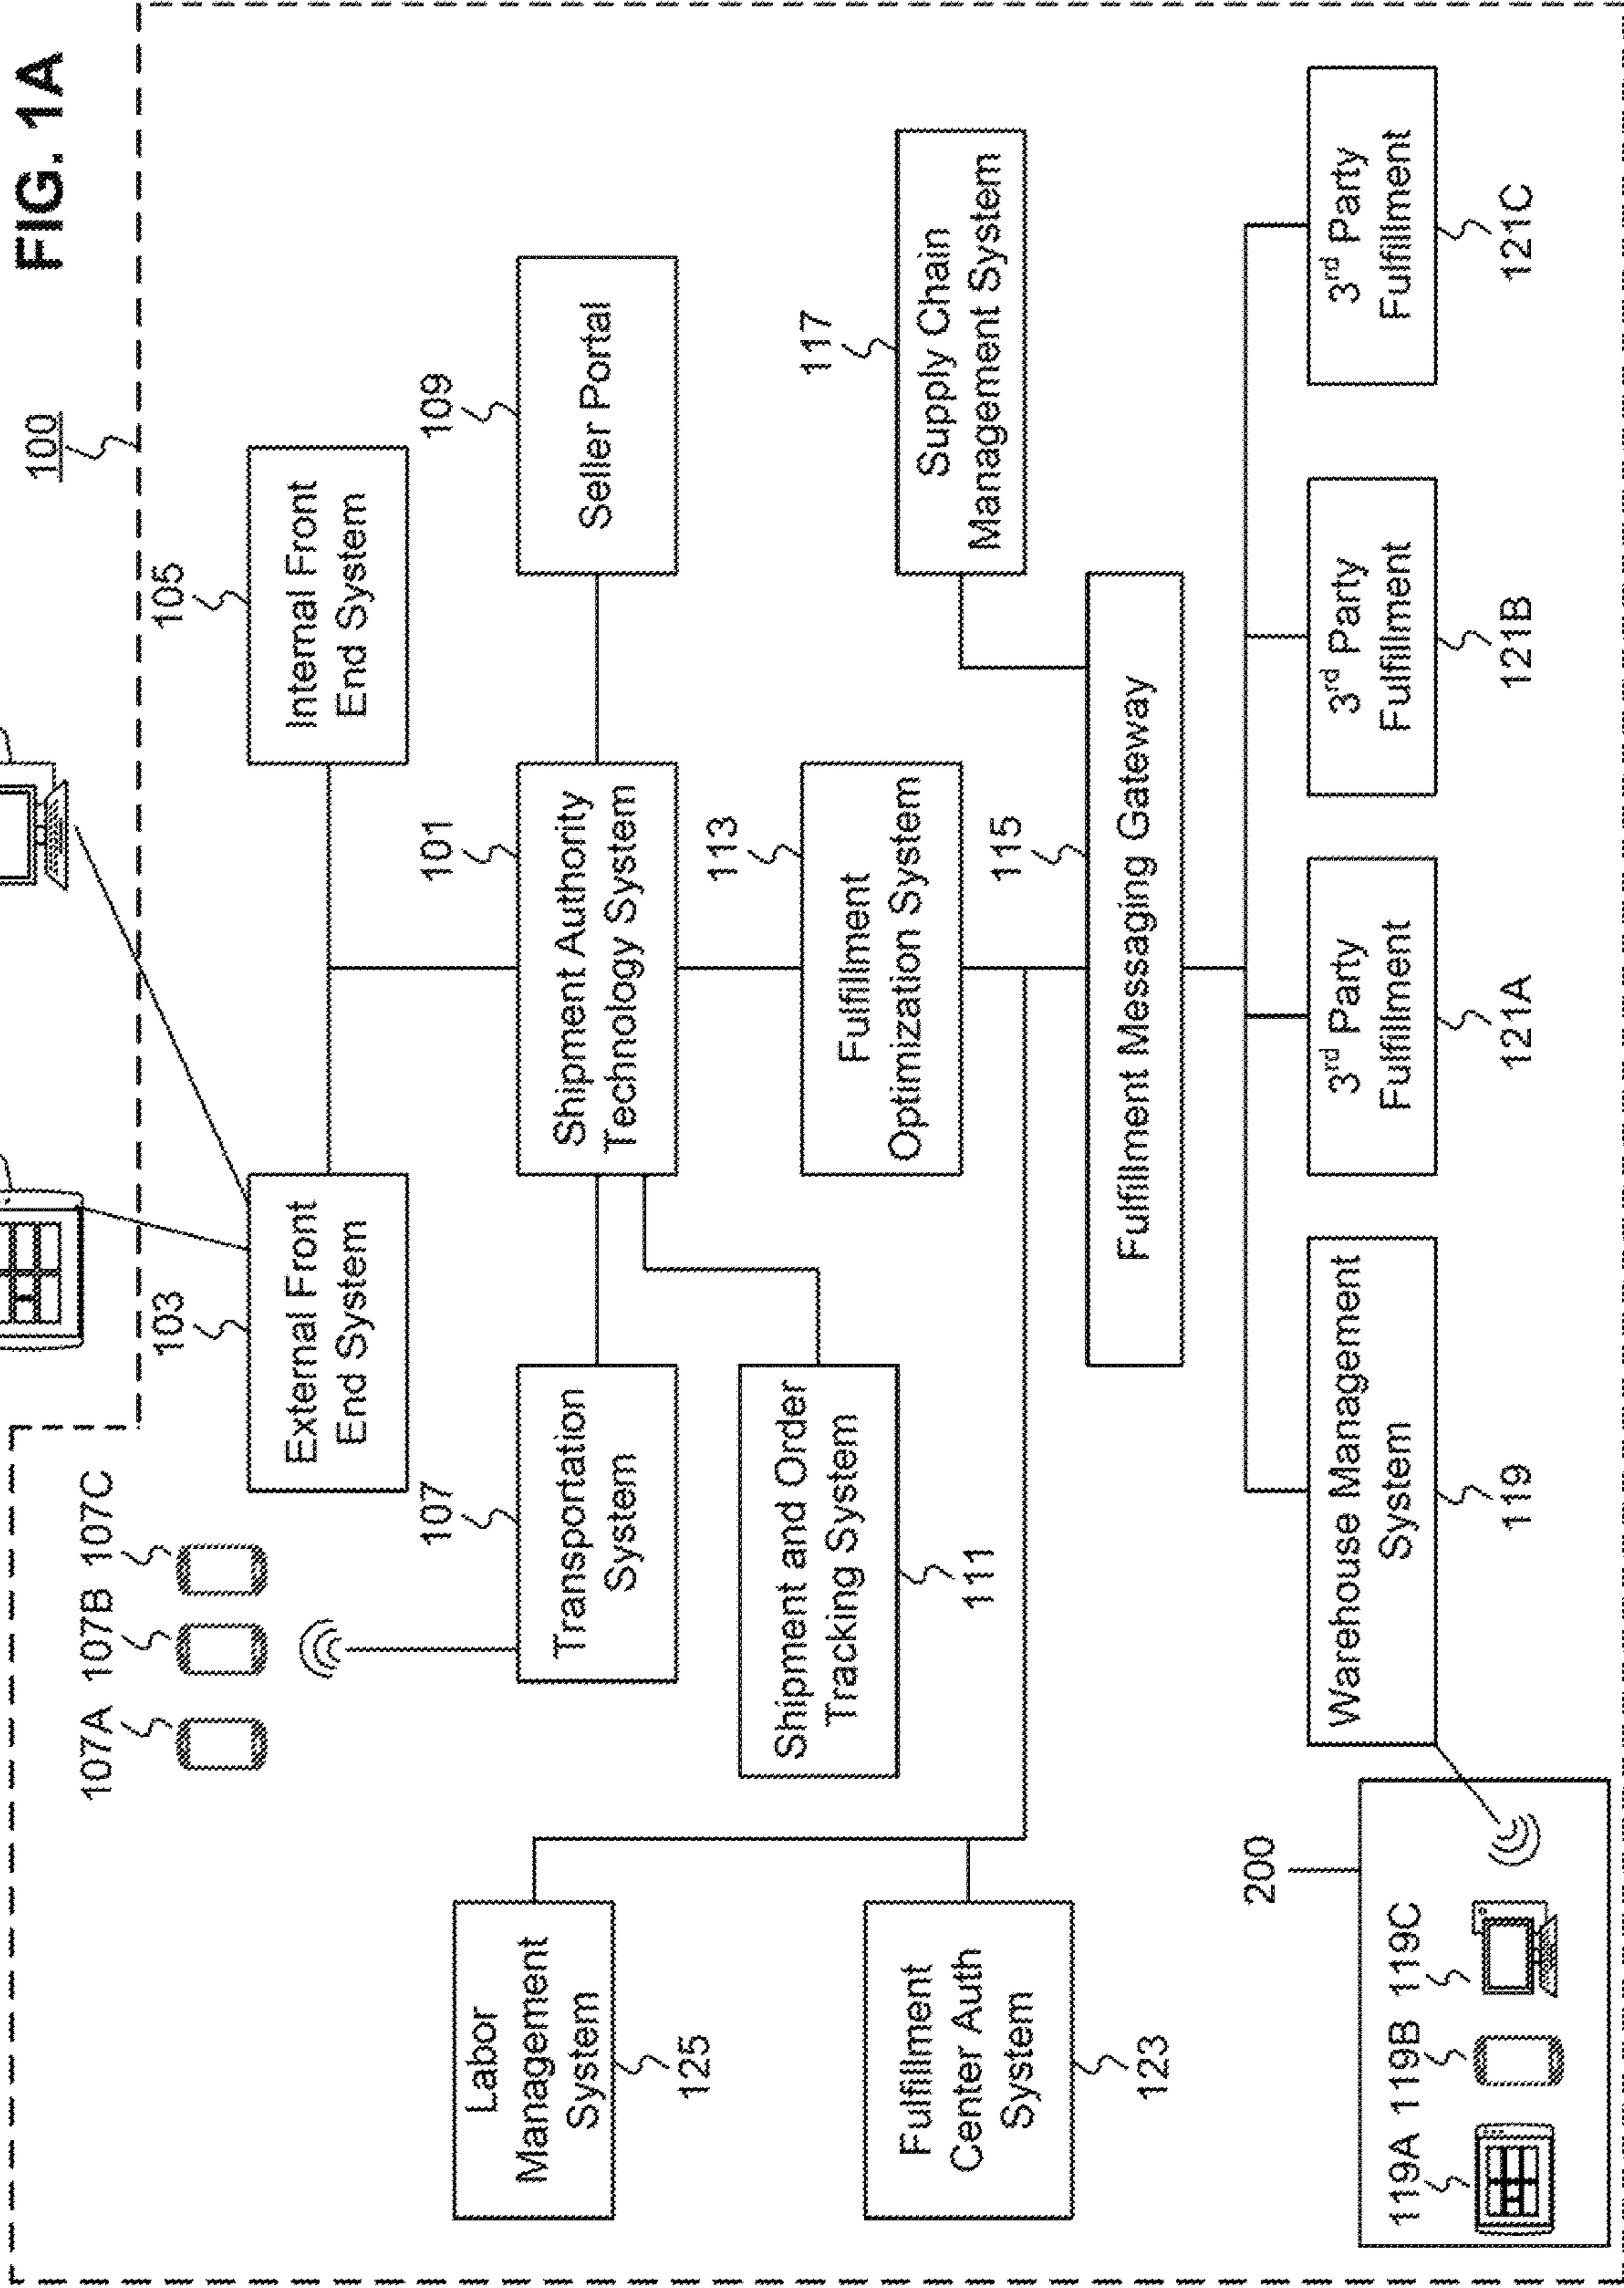 FIG. 1A
100
107A 107B 107C
103
External Front
End System
105
Internal Front
End System
107
Transportation
System
101
Shipment Authority
Technology System
109
Seller Portal
125
Labor
Management
System
111
Shipment and Order
Tracking System
113
Fulfillment
Optimization System
117
Supply Chain
Management System
123
Fulfillment
Center Auth
System
115
Fulfillment Messaging Gateway
200
119A 119B 119C
119
Warehouse Management
System
121A
3rd Party
Fulfillment
121B
3rd Party
Fulfillment
121C
3rd Party
Fulfillment